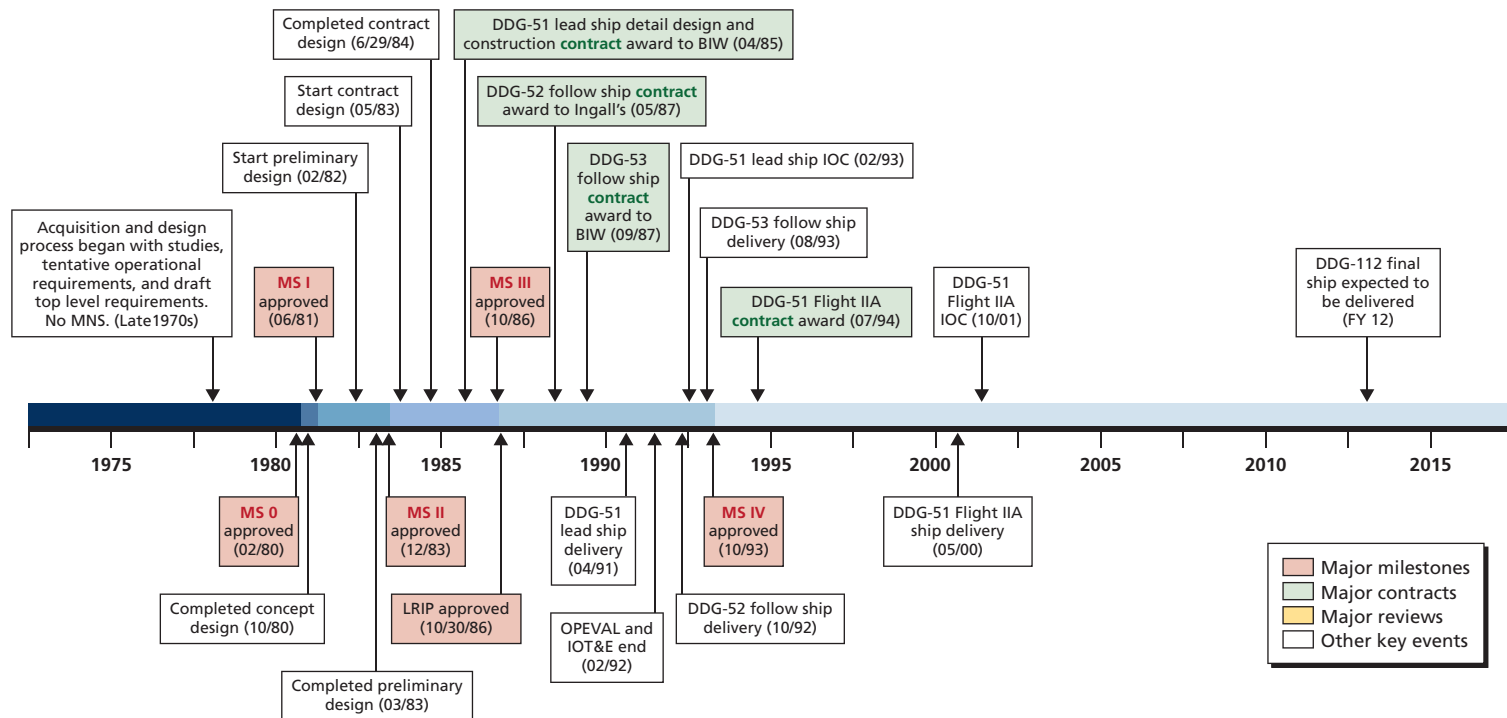 Completed contract
design (6/29/84)
DDG-51 lead ship detail design and
construction contract award to BIW (04/85)
Start contract
design (05/83)
DDG-52 follow ship contract
award to Ingall's (05/87)
Start preliminary
design (02/82)
DDG-53
follow ship
contract
award to
BIW (09/87)
DDG-51 lead ship IOC (02/93)
Acquisition and design
process began with studies,
tentative operational
requirements, and draft
top level requirements.
No MNS. (Late1970s)
MS I
approved
(06/81)
MS III
approved
(10/86)
DDG-53 follow ship
delivery (08/93)
DDG-51 Flight IIA
contract award (07/94)
DDG-51
Flight IIA
IOC (10/01)
DDG-112 final
ship expected to
be delivered
(FY 12)
1975
1980
1985
1990
1995
2000
2005
2010
2015
MS 0
approved
(02/80)
MS II
approved
(12/83)
DDG-51
lead ship
delivery
(04/91)
MS IV
approved
(10/93)
DDG-51 Flight IIA
ship delivery
(05/00)
Completed concept
design (10/80)
LRIP approved
(10/30/86)
OPEVAL and
IOT&E end
(02/92)
DDG-52 follow ship
delivery (10/92)
Completed preliminary
design (03/83)
Major milestones
Major contracts
Major reviews
Other key events